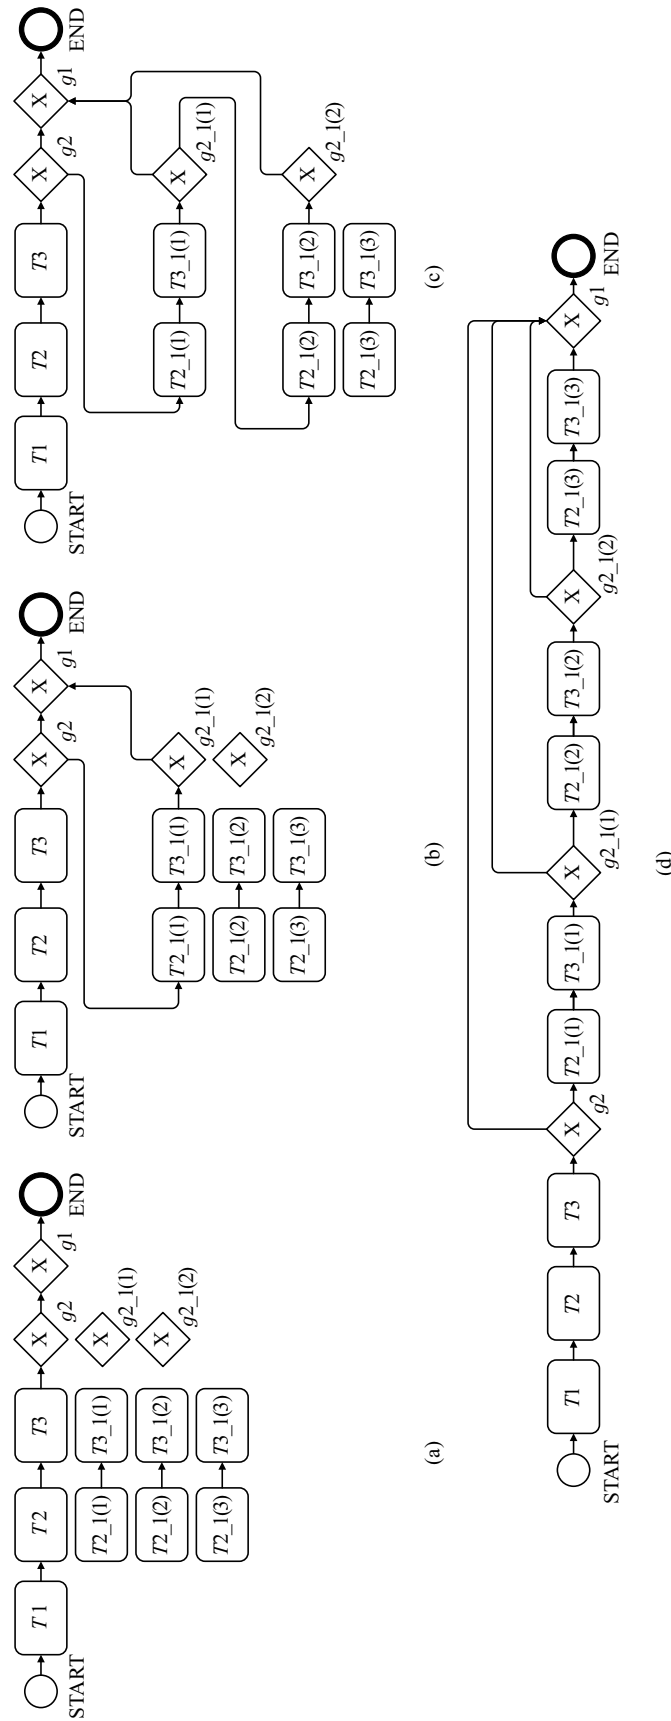 START
T1
T2
T3
X
g2
X
g1
END
T2_1(1)
T3_1(1)
X
g2_1(1)
T2_1(2)
T3_1(2)
X
g2_1(2)
T2_1(3)
T3_1(3)
(a)
START
T1
T2
T3
X
g2
X
g1
END
T2_1(1)
T3_1(1)
X
g2_1(1)
T2_1(2)
T3_1(2)
X
g2_1(2)
T2_1(3)
T3_1(3)
(b)
START
T1
T2
T3
X
g2
X
g1
END
T2_1(1)
T3_1(1)
X
g2_1(1)
T2_1(2)
T3_1(2)
X
g2_1(2)
T2_1(3)
T3_1(3)
(c)
START
T1
T2
T3
X
g2
T2_1(1)
T3_1(1)
X
g2_1(1)
T2_1(2)
T3_1(2)
X
g2_1(2)
T2_1(3)
T3_1(3)
X
g1
END
(d)